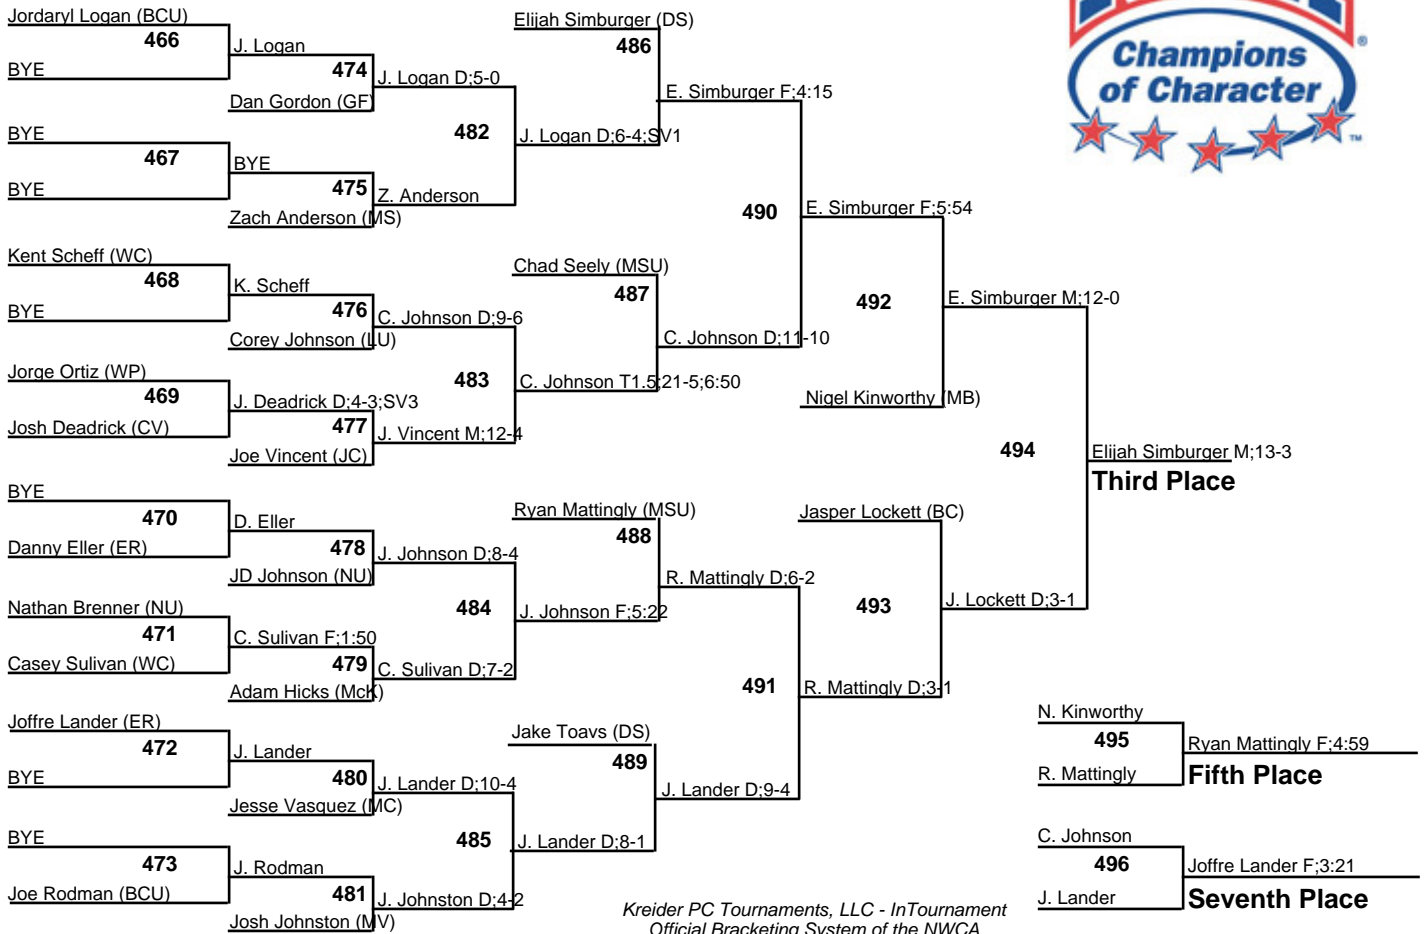 Jordaryl Logan (BCU)
466
BYE
J. Logan
474
Dan Gordon (GF)
J. Logan D;5-0
BYE
467
BYE
BYE
475
Zach Anderson (MS)
Z. Anderson
482
J. Logan D;6-4;SV1
Elijah Simburger (DS)
486
E. Simburger F;4:15
Kent Scheff (WC)
468
BYE
K. Scheff
476
Corey Johnson (LU)
C. Johnson D;9-6
Jorge Ortiz (WP)
469
Josh Deadrick (CV)
J. Deadrick D;4-3;SV3
477
Joe Vincent (JC)
J. Vincent M;12-4
483
C. Johnson T1.5;21-5;6:50
Chad Seely (MSU)
487
C. Johnson D;11-10
490
E. Simburger F;5:54
492
Nigel Kinworthy (MB)
E. Simburger M;12-0
BYE
470
Danny Eller (ER)
D. Eller
478
JD Johnson (NU)
J. Johnson D;8-4
Nathan Brenner (NU)
471
Casey Sulivan (WC)
C. Sulivan F;1:50
479
Adam Hicks (McK)
C. Sulivan D;7-2
484
J. Johnson F;5:22
Ryan Mattingly (MSU)
488
R. Mattingly D;6-2
Joffre Lander (ER)
472
BYE
J. Lander
480
Jesse Vasquez (MC)
J. Lander D;10-4
BYE
473
Joe Rodman (BCU)
J. Rodman
481
Josh Johnston (MV)
J. Johnston D;4-2
485
J. Lander D;8-1
Jake Toavs (DS)
489
J. Lander D;9-4
491
R. Mattingly D;3-1
Jasper Lockett (BC)
493
J. Lockett D;3-1
494
Elijah Simburger M;13-3
Third Place
N. Kinworthy
495
R. Mattingly
Ryan Mattingly F;4:59
Fifth Place
C. Johnson
496
J. Lander
Joffre Lander F;3:21
Seventh Place
Champions
of Character
®
™
Kreider PC Tournaments, LLC - InTournament
Official Bracketing System of the NWCA